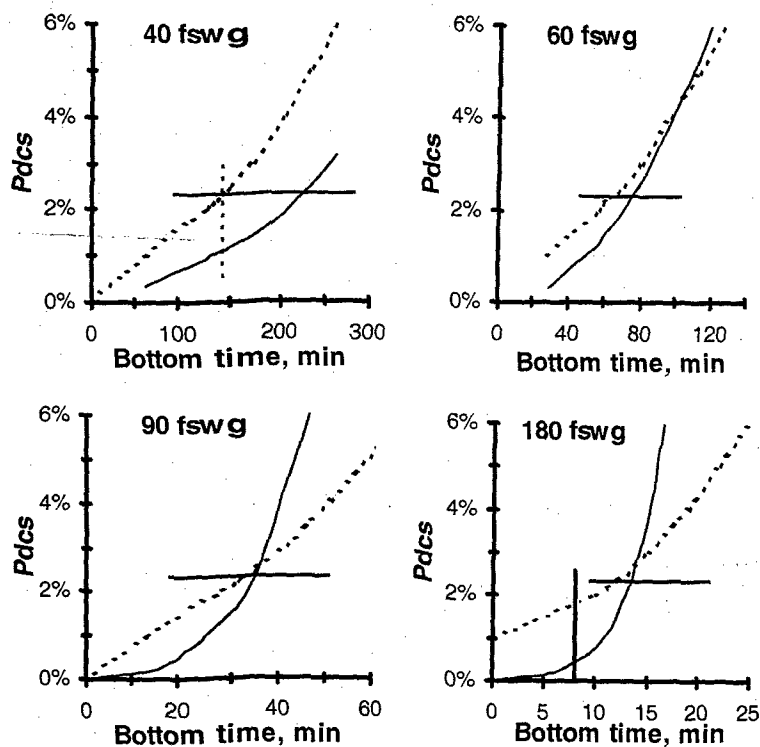 40 fswg
6%
4%
2%
0%
Pdcs
0 100 200 300
Bottom time, min
60 fswg
6%
4%
2%
0%
Pdcs
0 40 80 120
Bottom time, min
90 fswg
6%
4%
2%
0%
Pdcs
0 20 40 60
Bottom time, min
180 fswg
6%
4%
2%
0%
Pdcs
0 5 10 15 20 25
Bottom time, min